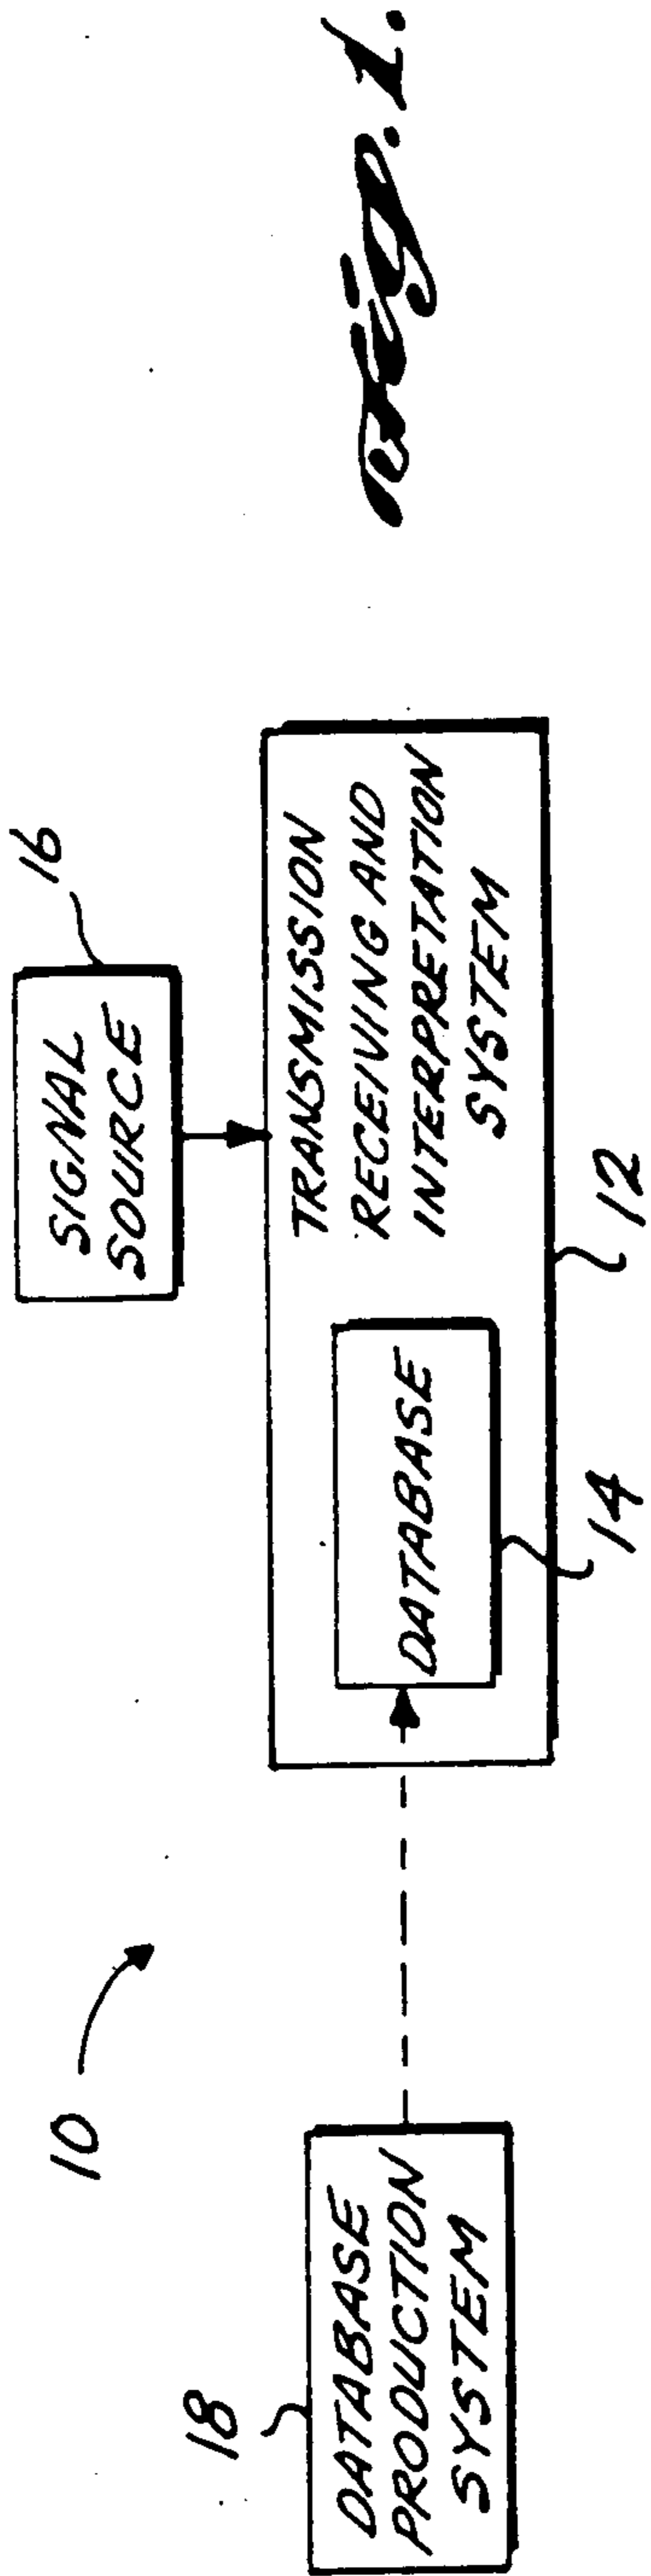 10
SIGNAL
SOURCE
16
18
DATABASE
PRODUCTION
SYSTEM
DATABASE
14
TRANSMISSION
RECEIVING AND
INTERPRETATION
SYSTEM
12
Fig. 1.